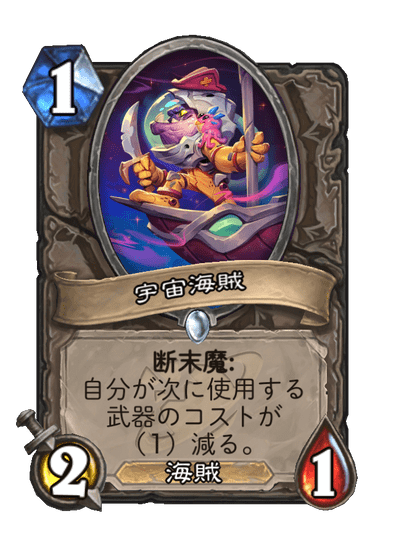 1
宇宙海賊
断末魔:
自分が次に使用する
武器のコストが
（1）減る。
2
海賊
1